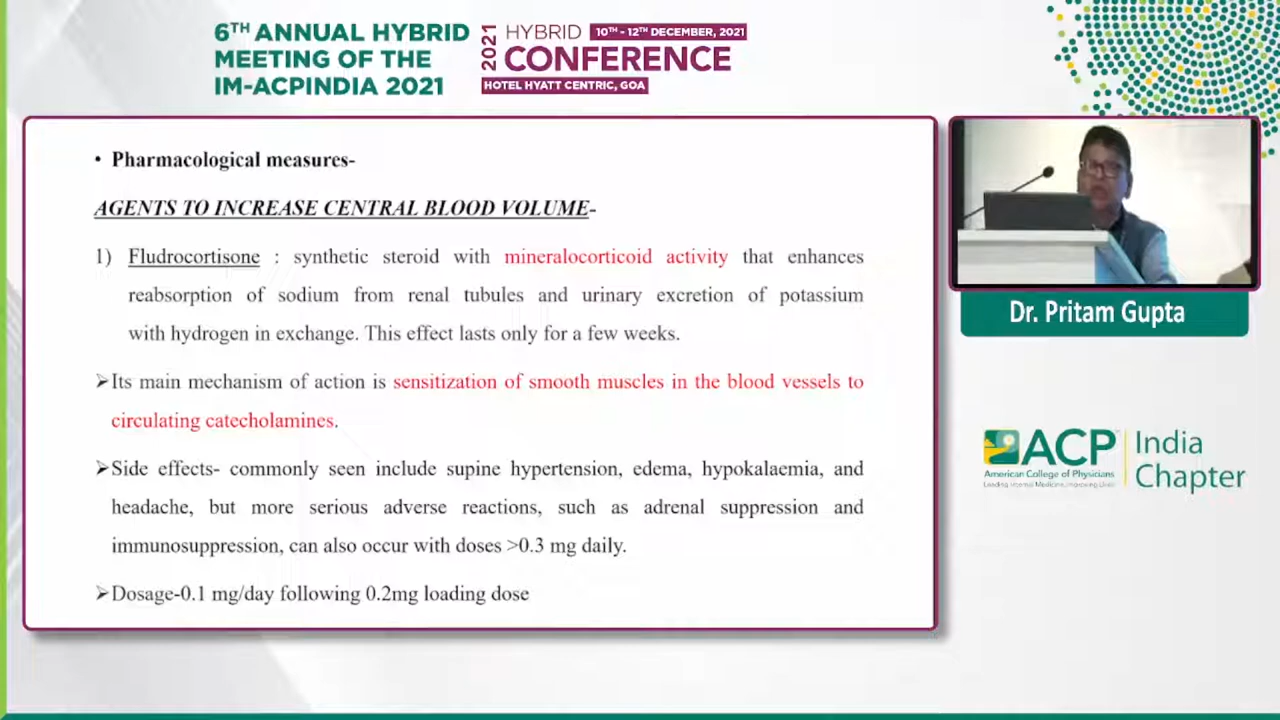 6TH ANNUAL HYBRID
MEETING OF THE
IM-ACPINDIA 2021
2021
HYBRID 10TH - 12TH DECEMBER, 2021
CONFERENCE
HOTEL HYATT CENTRIC, GOA
• Pharmacological measures-
AGENTS TO INCREASE CENTRAL BLOOD VOLUME-
1) Fludrocortisone : synthetic steroid with mineralocorticoid activity that enhances
reabsorption of sodium from renal tubules and urinary excretion of potassium
with hydrogen in exchange. This effect lasts only for a few weeks.
➢Its main mechanism of action is sensitization of smooth muscles in the blood vessels to
circulating catecholamines.
➢Side effects- commonly seen include supine hypertension, edema, hypokalaemia, and
headache, but more serious adverse reactions, such as adrenal suppression and
immunosuppression, can also occur with doses >0.3 mg daily.
➢Dosage-0.1 mg/day following 0.2mg loading dose
Dr. Pritam Gupta
ACP
American College of Physicians
Leading Internal Medicine, Improving Lives
India
Chapter